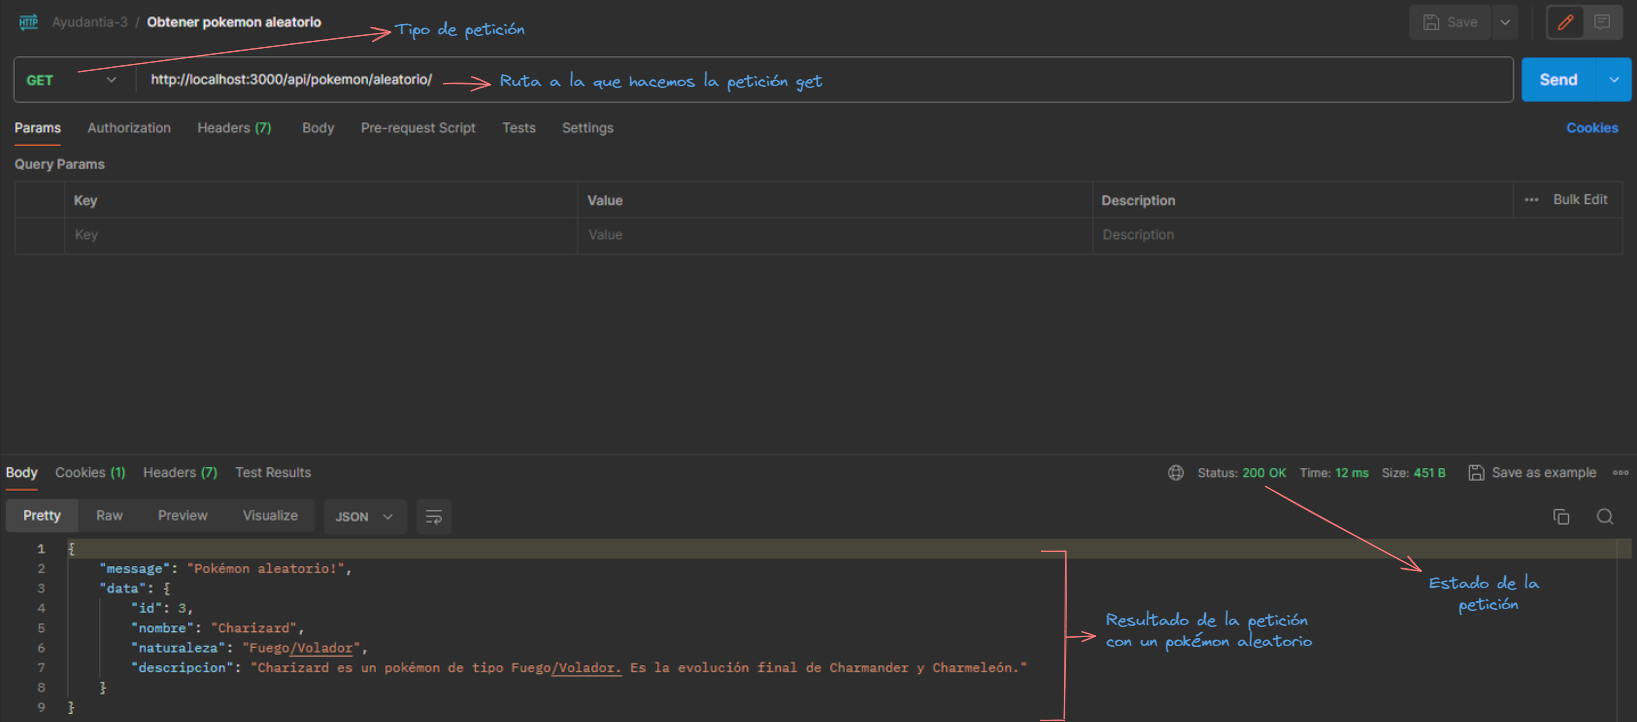 HTTP Ayudantia-3 / Obtener pokemon aleatorio
Save
Tipo de petición
GET http://localhost:3000/api/pokemon/aleatorio/
Ruta a la que hacemos la petición get
Send
Params Authorization Headers (7) Body Pre-request Script Tests Settings Cookies
Query Params
Key Value Description ••• Bulk Edit
Key Value Description
Body Cookies (1) Headers (7) Test Results Status: 200 OK Time: 12 ms Size: 451 B Save as example
Pretty Raw Preview Visualize JSON
1 {
2 "message": "Pokémon aleatorio!",
3 "data": {
4 "id": 3,
5 "nombre": "Charizard",
6 "naturaleza": "Fuego/Volador",
7 "descripcion": "Charizard es un pokémon de tipo Fuego/Volador. Es la evolución final de Charmander y Charmeleón."
8 }
9 }
Estado de la
petición
Resultado de la petición
con un pokémon aleatorio